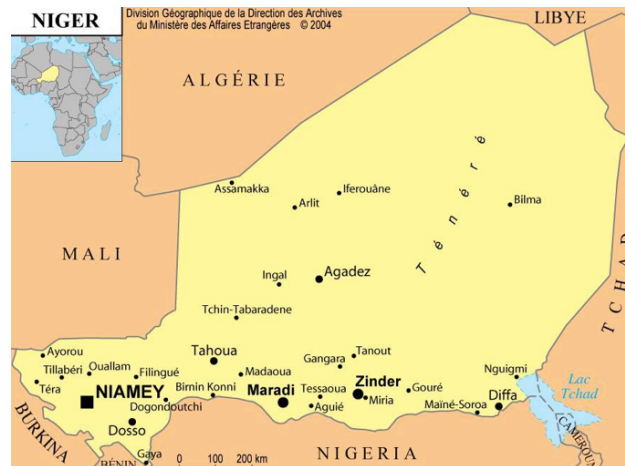 NIGER
Division Géographique de la Direction des Archives
du Ministère des Affaires Etrangères © 2004
LIBYE
ALGÉRIE
Assamakka
Iferouâne
Arlit
Bilma
Ténéré
MALI
Ingal
Agadez
TCHAD
Tchin-Tabaradene
Ayorou
Tahoua
Tanout
Gangara
Tillabéri
Ouallam
Filingué
Madaoua
Nguigmi
Téra
NIAMEY
Birnin Konni
Maradi
Tessaoua
Zinder
Gouré
Lac
Tchad
Dogondoutchi
Aguié
Miria
Maïné-Soroa
Diffa
BURKINA
Dosso
Gaya
NIGERIA
CAMEROUN
BÉNIN
0 100 200 km